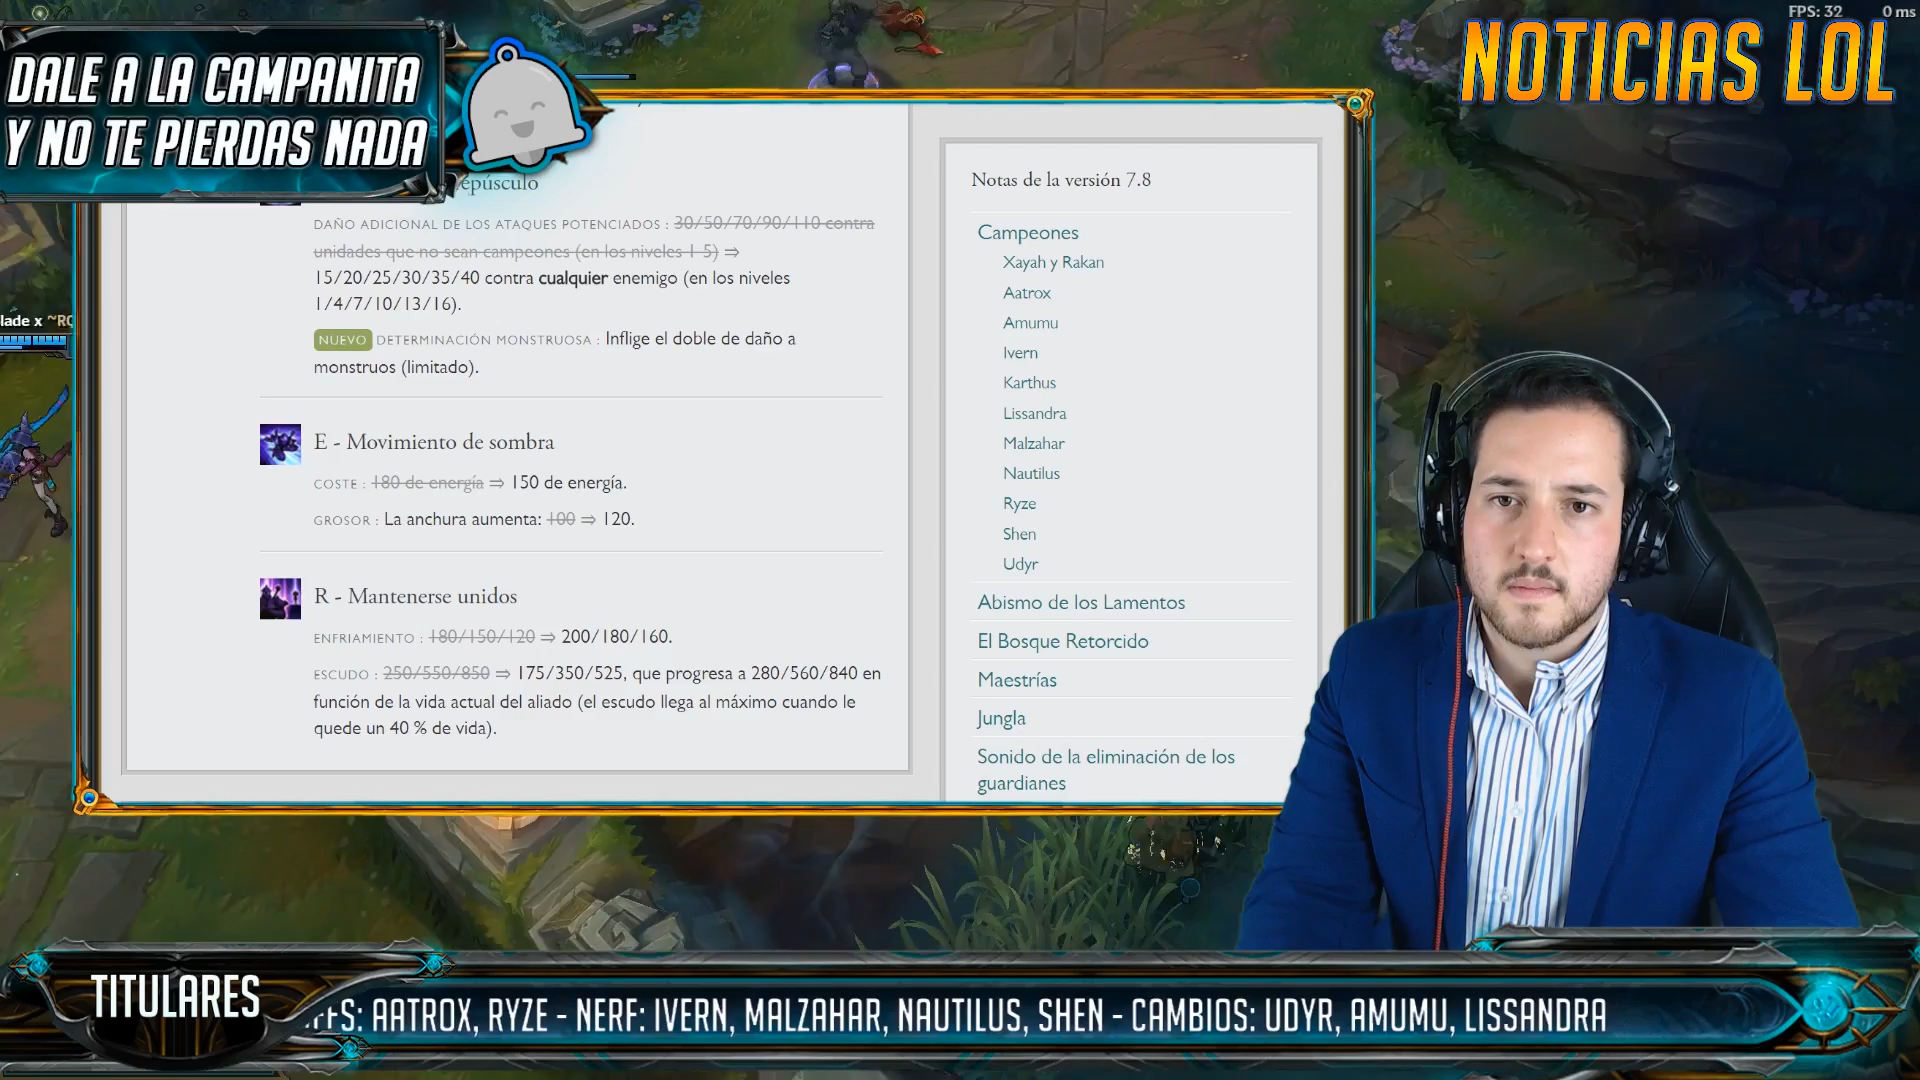 FPS: 32 0 ms
DALE A LA CAMPANITA
Y NO TE PIERDAS NADA
NOTICIAS LOL
epúsculo
DAÑO ADICIONAL DE LOS ATAQUES POTENCIADOS : 30/50/70/90/110 contra
unidades que no sean campeones (en los niveles 1-5) ⇒
15/20/25/30/35/40 contra cualquier enemigo (en los niveles
1/4/7/10/13/16).
NUEVO DETERMINACIÓN MONSTRUOSA : Inflige el doble de daño a
monstruos (limitado).
E - Movimiento de sombra
COSTE : 180 de energía ⇒ 150 de energía.
GROSOR : La anchura aumenta: 100 ⇒ 120.
R - Mantenerse unidos
ENFRIAMIENTO : 180/150/120 ⇒ 200/180/160.
ESCUDO : 250/550/850 ⇒ 175/350/525, que progresa a 280/560/840 en
función de la vida actual del aliado (el escudo llega al máximo cuando le
quede un 40 % de vida).
Notas de la versión 7.8
Campeones
Xayah y Rakan
Aatrox
Amumu
Ivern
Karthus
Lissandra
Malzahar
Nautilus
Ryze
Shen
Udyr
Abismo de los Lamentos
El Bosque Retorcido
Maestrías
Jungla
Sonido de la eliminación de los
guardianes
lade x ~RO
TITULARES
FS: AATROX, RYZE - NERF: IVERN, MALZAHAR, NAUTILUS, SHEN - CAMBIOS: UDYR, AMUMU, LISSANDRA